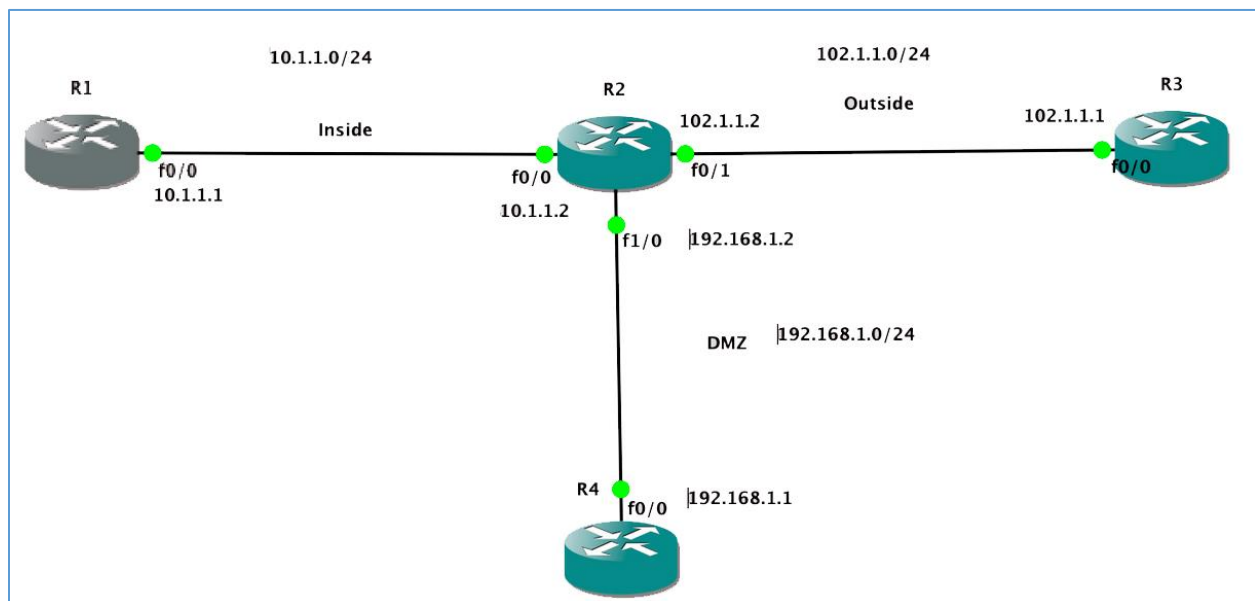 10.1.1.0/24
102.1.1.0/24
R1
R2
R3
Inside
Outside
102.1.1.2
102.1.1.1
f0/0
10.1.1.1
f0/0
10.1.1.2
f0/1
f0/0
f1/0
192.168.1.2
DMZ
192.168.1.0/24
R4
f0/0
192.168.1.1